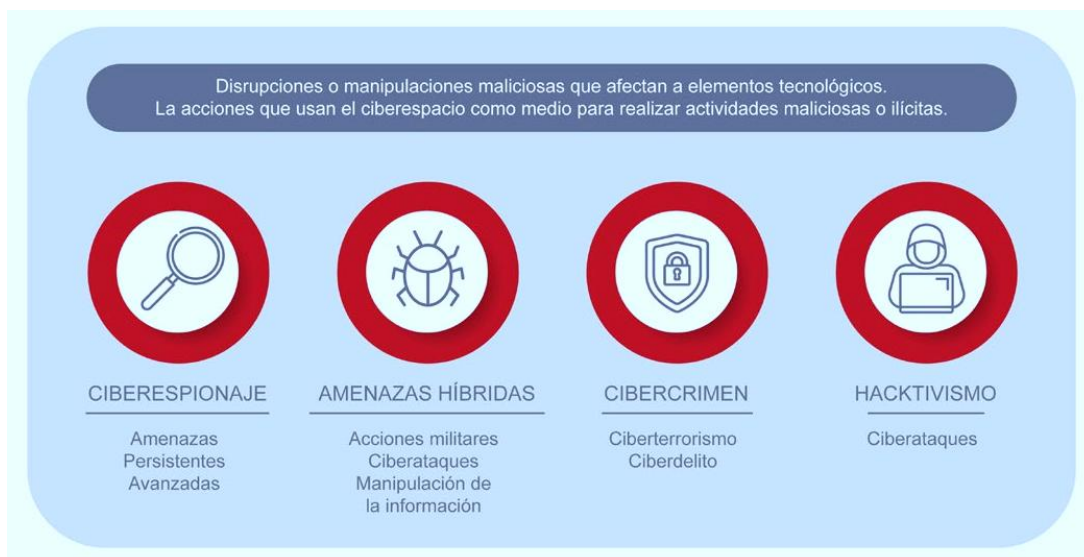 Disrupciones o manipulaciones maliciosas que afectan a elementos tecnológicos.
La acciones que usan el ciberespacio como medio para realizar actividades maliciosas o ilícitas.
CIBERESPIONAJE
Amenazas
Persistentes
Avanzadas
AMENAZAS HÍBRIDAS
Acciones militares
Ciberataques
Manipulación de
la información
CIBERCRIMEN
Ciberterrorismo
Ciberdelito
HACKTIVISMO
Ciberataques